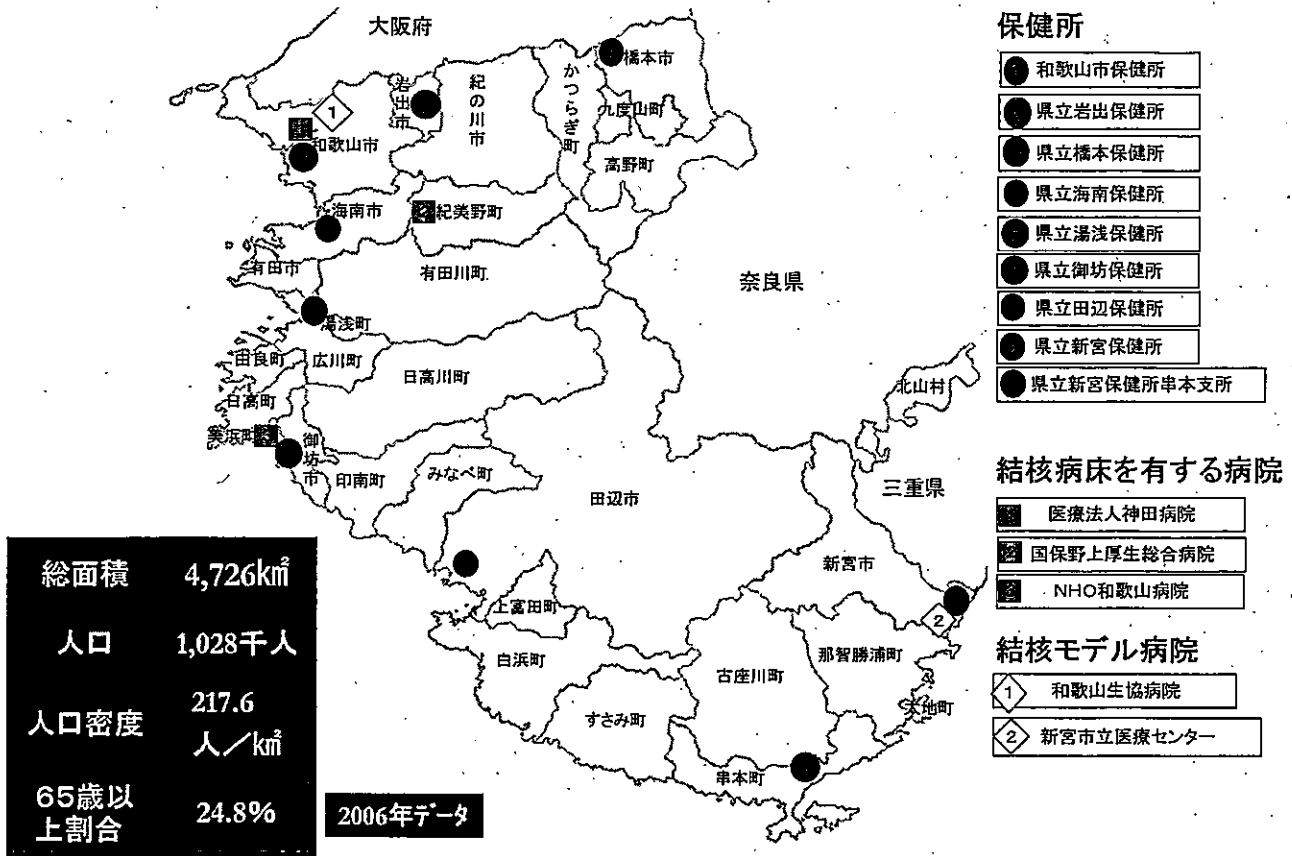 大阪府
橋本市
かつらぎ町
紀の川市
岩出市
九度山町
1
和歌山市
高野町
海南市
紀美野町
有田市
有田川町
奈良県
湯浅町
由良町
広川町
日高川町
北山村
日高町
美浜町
御坊市
印南町
みなべ町
田辺市
三重県
新宮市
2
上富田町
白浜町
那智勝浦町
古座川町
太地町
すさみ町
串本町
保健所
和歌山市保健所
県立岩出保健所
県立橋本保健所
県立海南保健所
県立湯浅保健所
県立御坊保健所
県立田辺保健所
県立新宮保健所
県立新宮保健所串本支所
結核病床を有する病院
医療法人神田病院
国保野上厚生総合病院
NHO和歌山病院
結核モデル病院
1 和歌山生協病院
2 新宮市立医療センター
総面積 4,726k㎡
人口 1,028千人
人口密度 217.6
人／k㎡
65歳以
上割合 24.8%
2006年データ